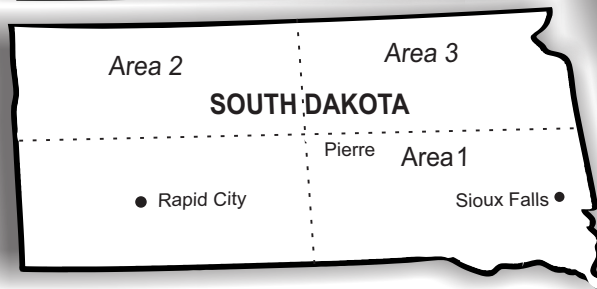 Area 2
Area 3
SOUTH DAKOTA
Pierre
Area 1
Rapid City
Sioux Falls